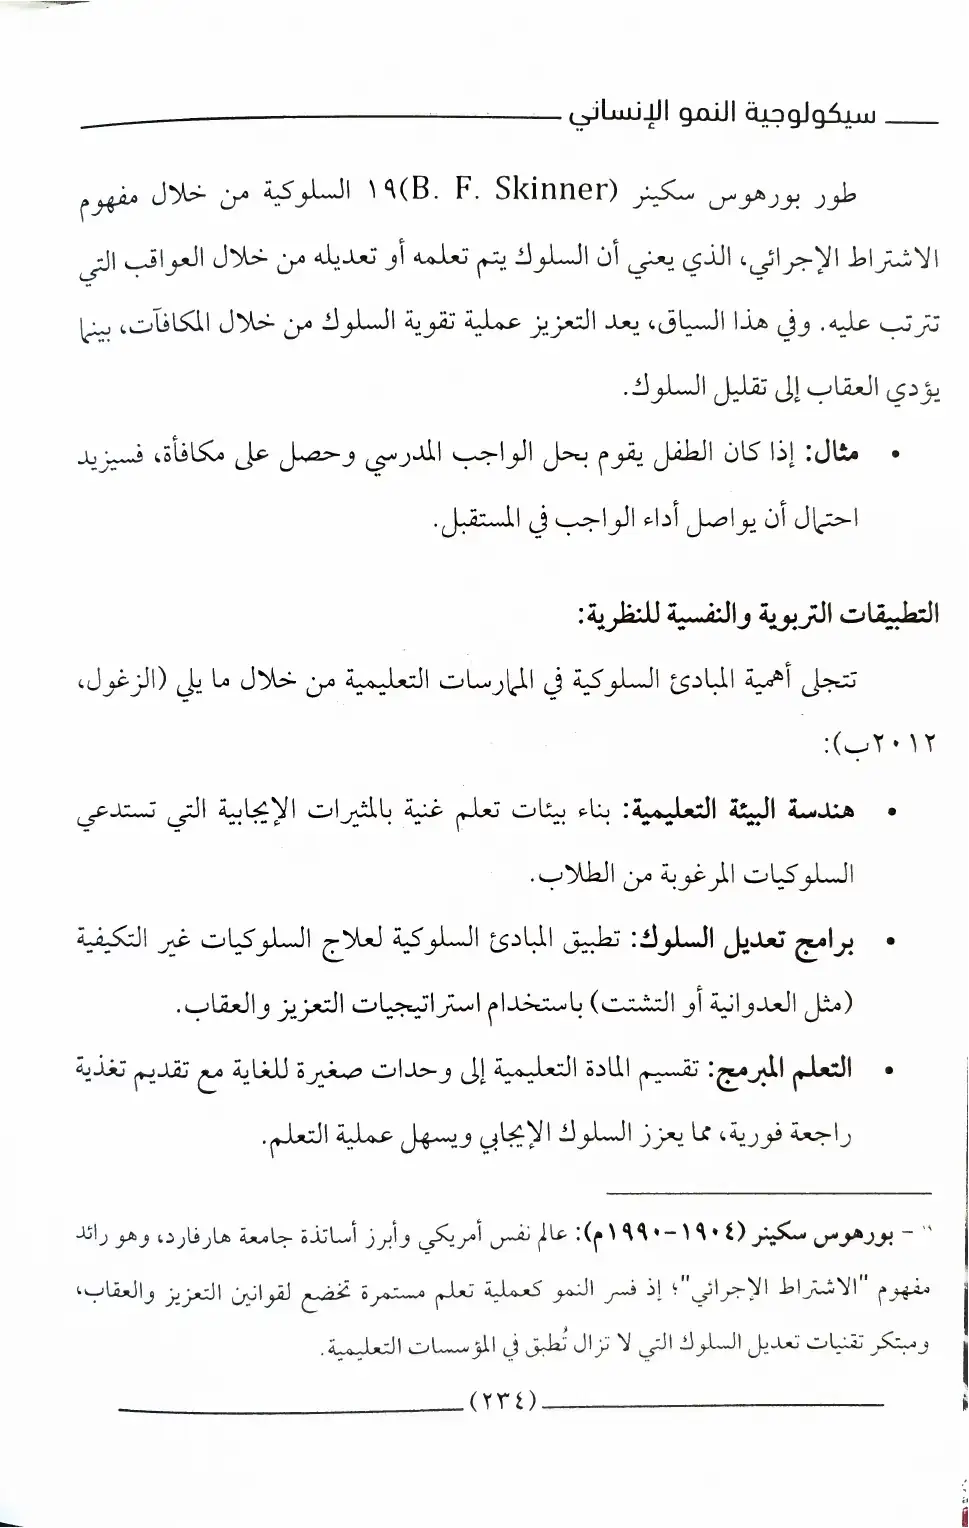 سيكولوجية النمو الإنساني
طور بورهوس سكينر (B. F. Skinner)١٩ السلوكية من خلال مفهوم
الاشتراط الإجرائي، الذي يعني أن السلوك يتم تعلمه أو تعديله من خلال العواقب التي
تترتب عليه. وفي هذا السياق، يعد التعزيز عملية تقوية السلوك من خلال المكافآت، بينما
يؤدي العقاب إلى تقليل السلوك.
• مثال: إذا كان الطفل يقوم بحل الواجب المدرسي وحصل على مكافأة، فسيزيد
احتمال أن يواصل أداء الواجب في المستقبل.
التطبيقات التربوية والنفسية للنظرية:
تتجلى أهمية المبادئ السلوكية في الممارسات التعليمية من خلال ما يلي (الزغول،
٢٠١٢ب):
• هندسة البيئة التعليمية: بناء بيئات تعلم غنية بالمثيرات الإيجابية التي تستدعي
السلوكيات المرغوبة من الطلاب.
• برامج تعديل السلوك: تطبيق المبادئ السلوكية لعلاج السلوكيات غير التكيفية
(مثل العدوانية أو التشتت) باستخدام استراتيجيات التعزيز والعقاب.
• التعلم المبرمج: تقسيم المادة التعليمية إلى وحدات صغيرة للغاية مع تقديم تغذية
راجعة فورية، مما يعزز السلوك الإيجابي ويسهل عملية التعلم.
١٩ - بورهوس سكينر (١٩٠٤-١٩٩٠م): عالم نفس أمريكي وأبرز أساتذة جامعة هارفارد، وهو رائد
مفهوم "الاشتراط الإجرائي"؛ إذ فسر النمو كعملية تعلم مستمرة تخضع لقوانين التعزيز والعقاب،
ومبتكر تقنيات تعديل السلوك التي لا تزال تُطبق في المؤسسات التعليمية.
(٢٣٤)